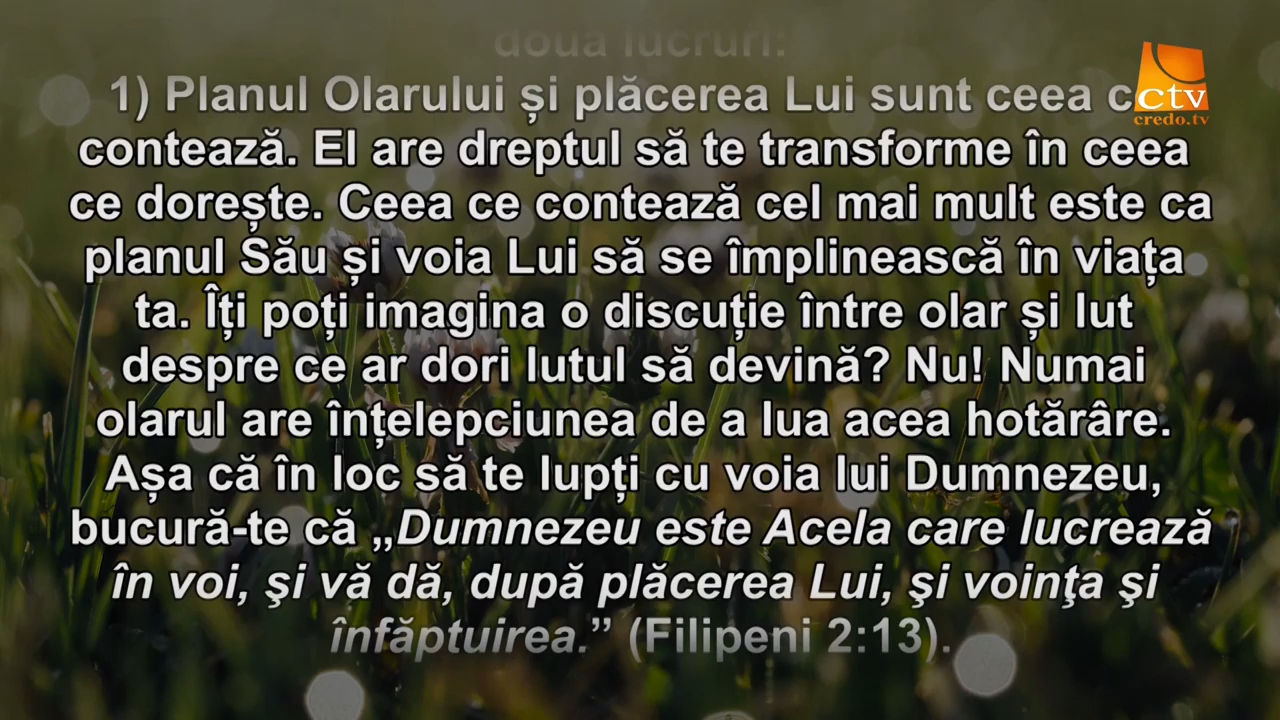 două lucruri:
1) Planul Olarului și plăcerea Lui sunt ceea c
contează. El are dreptul să te transforme în ceea
ce dorește. Ceea ce contează cel mai mult este ca
planul Său și voia Lui să se împlinească în viața
ta. Îți poți imagina o discuție între olar și lut
despre ce ar dori lutul să devină? Nu! Numai
olarul are înțelepciunea de a lua acea hotărâre.
Așa că în loc să te lupți cu voia lui Dumnezeu,
bucură-te că „Dumnezeu este Acela care lucrează
în voi, şi vă dă, după plăcerea Lui, şi voinţa şi
înfăptuirea.” (Filipeni 2:13).
ctv
credo.tv